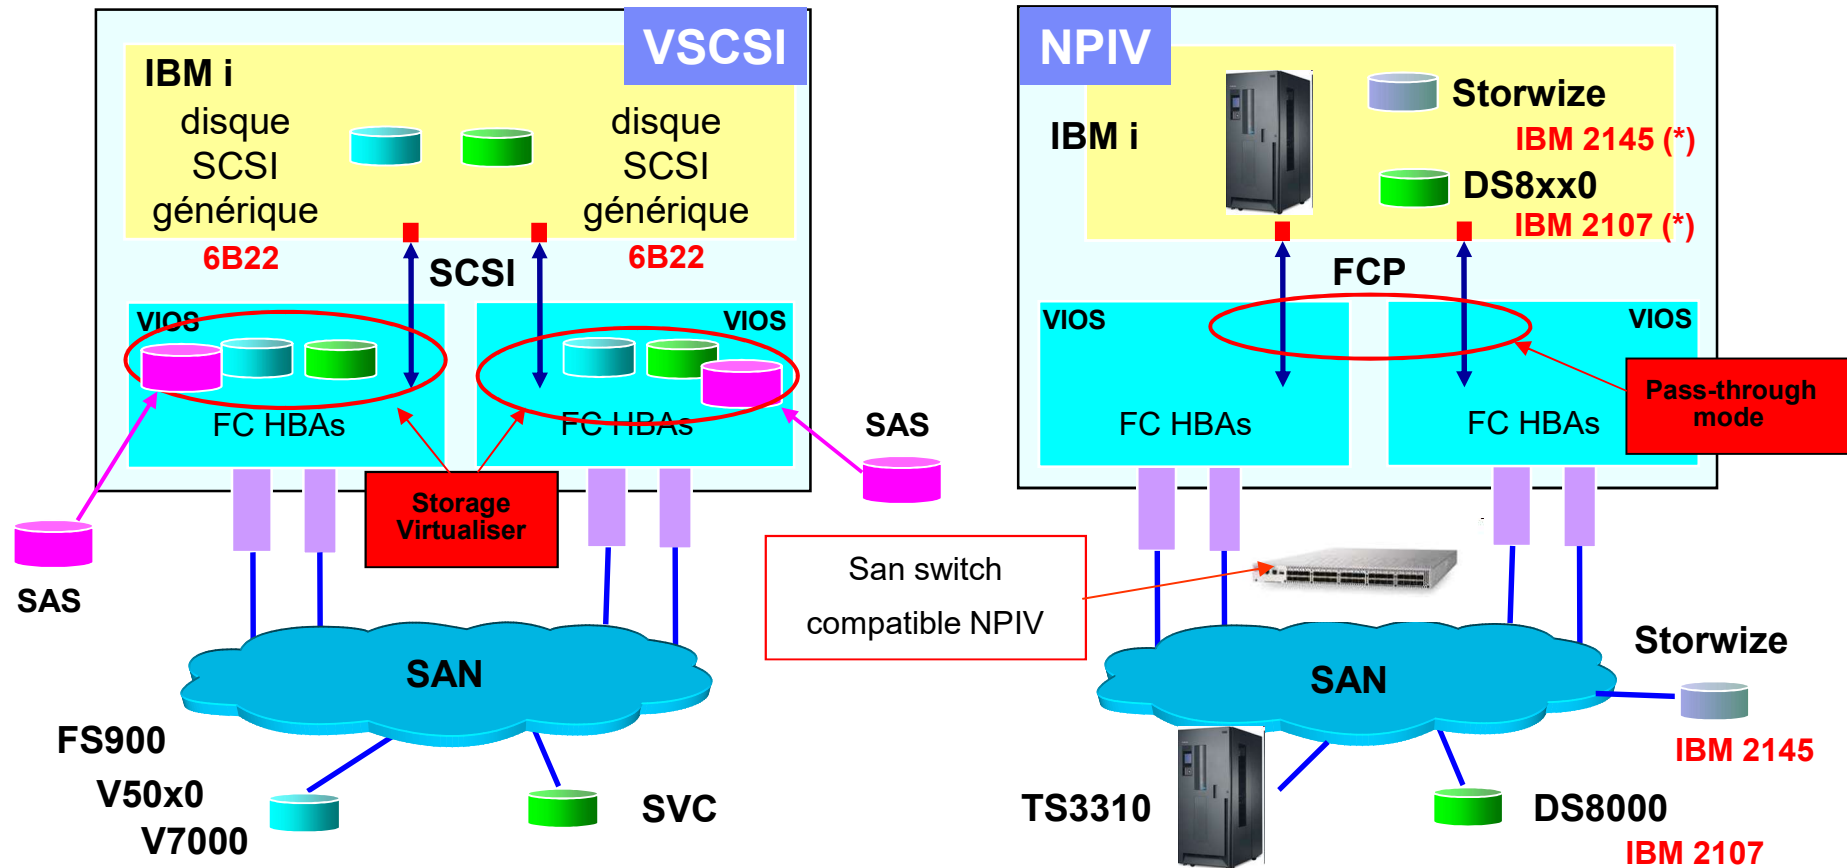 VSCSI
IBM i
disque
SCSI
générique
6B22
disque
SCSI
générique
6B22
SCSI
VIOS
VIOS
FC HBAs
FC HBAs
SAS
SAS
Storage
Virtualiser
SAN
FS900
V50x0
V7000
SVC
NPIV
IBM i
Storwize
IBM 2145 (*)
DS8xx0
IBM 2107 (*)
FCP
VIOS
VIOS
FC HBAs
FC HBAs
Pass-through
mode
San switch
compatible NPIV
SAN
Storwize
IBM 2145
TS3310
DS8000
IBM 2107